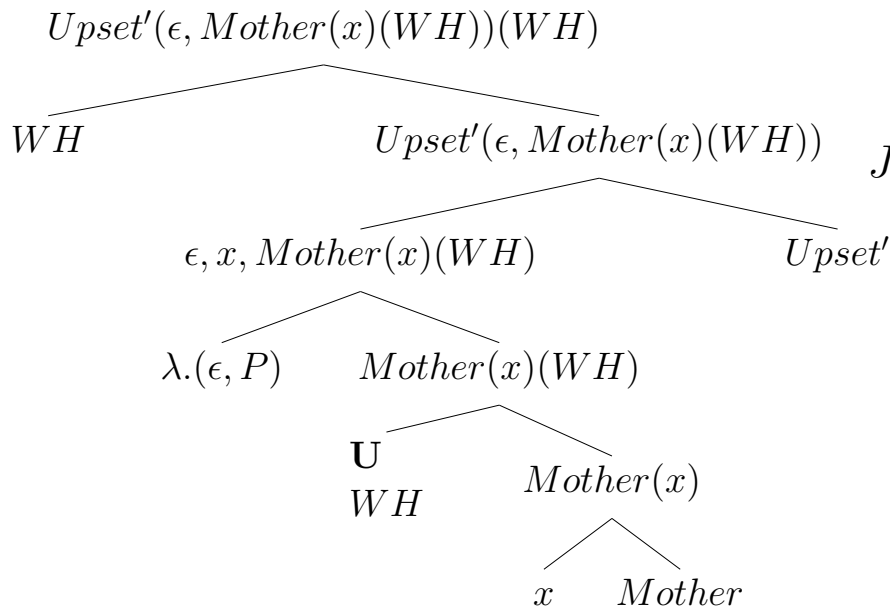 Upset′(ϵ, Mother(x)(WH))(WH)
WH Upset′(ϵ, Mother(x)(WH))
J
ϵ, x, Mother(x)(WH) Upset′
λ.(ϵ, P) Mother(x)(WH)
U
WH Mother(x)
x Mother